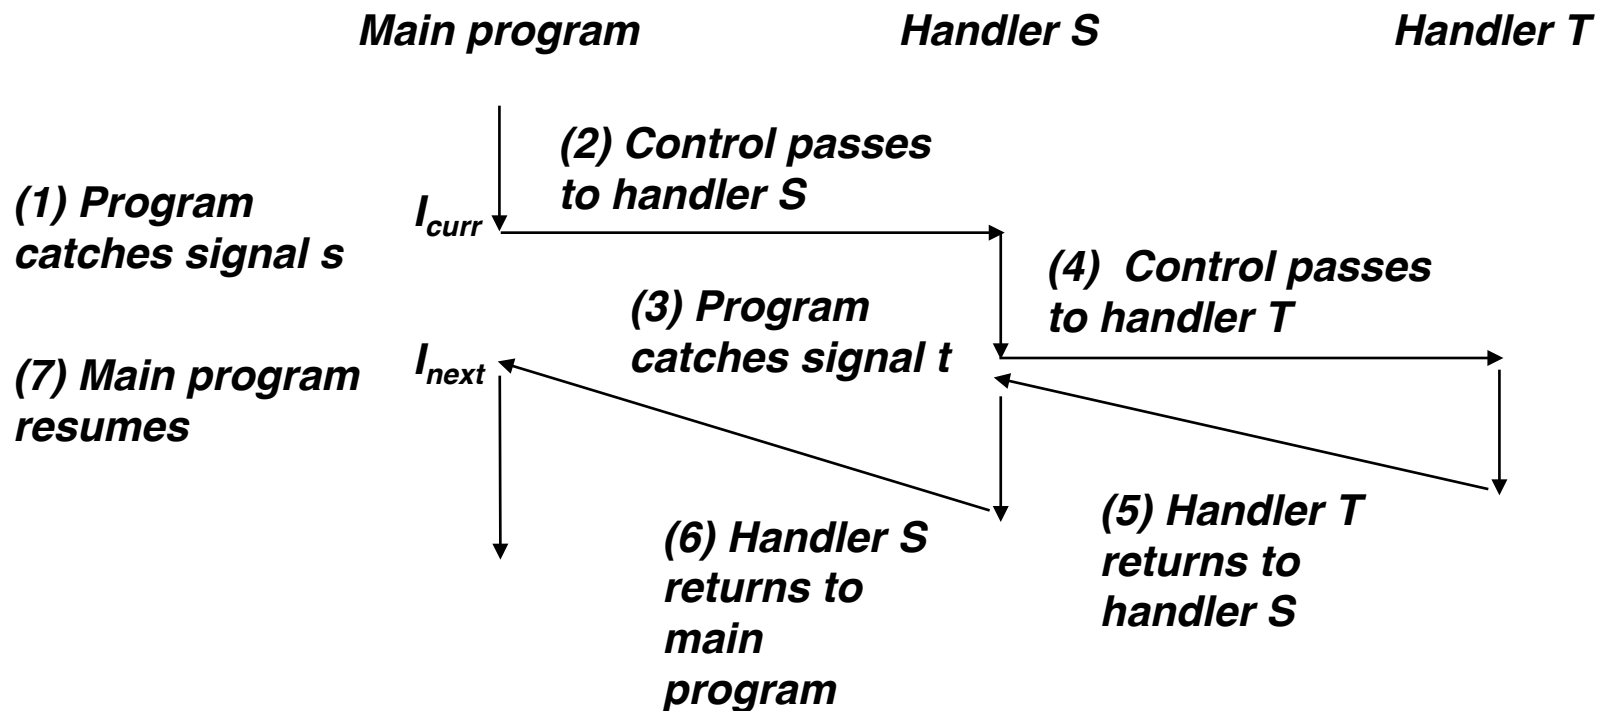 Main program
Handler S
Handler T
(1) Program
catches signal s
I_curr
(2) Control passes
to handler S
(3) Program
catches signal t
(4) Control passes
to handler T
(5) Handler T
returns to
handler S
(6) Handler S
returns to
main
program
(7) Main program
resumes
I_next